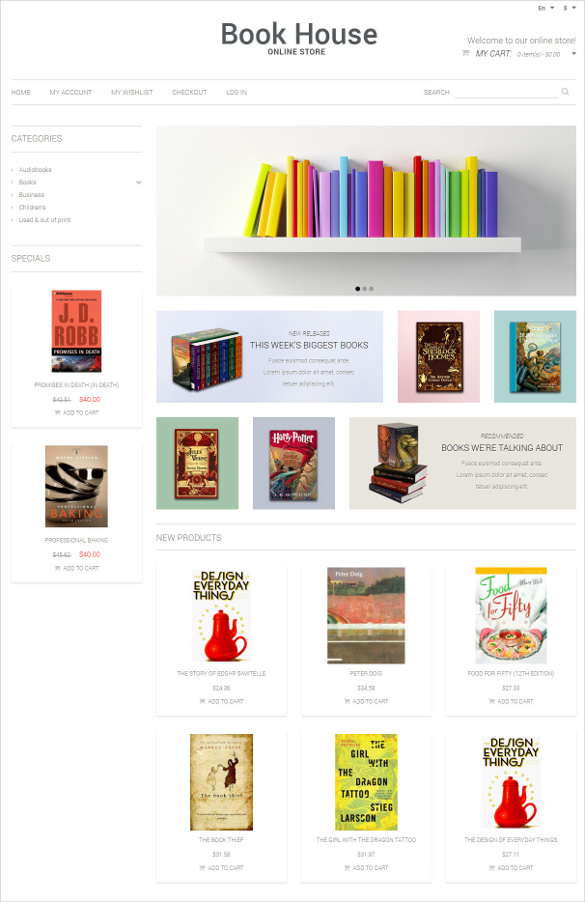 En $
Book House
ONLINE STORE
Welcome to our online store!
MY CART: 0 item(s) - $0.00
HOME MY ACCOUNT MY WISHLIST CHECKOUT LOG IN SEARCH
CATEGORIES
Audiobooks
Books
Business
Children's
Used & out of print
SPECIALS
J. D.
ROBB
PROMISES IN DEATH
PROMISES IN DEATH (IN DEATH)
$40.00
ADD TO CART
PROFESSIONAL
BAKING
PROFESSIONAL BAKING
$45.62 $40.00
ADD TO CART
NEW RELEASES
THIS WEEK'S BIGGEST BOOKS
Fusce euismod consequat ante
Lorem ipsum dolor sit amet, consec
tetuer adipiscing elit.
SHERLOCK
HOLMES
JULES
VERNE
Harry Potter
RECOMMENDED
BOOKS WE'RE TALKING ABOUT
Fusce euismod consequat ante
Lorem ipsum dolor sit amet, consec
tetuer adipiscing elit.
NEW PRODUCTS
DESIGN
EVERYDAY
THINGS
THE STORY OF EDGAR SAWTELLE
$24.36
ADD TO CART
Peter Doig
PETER DOIG
$34.58
ADD TO CART
Food
for Fifty
FOOD FOR FIFTY (12TH EDITION)
$27.33
ADD TO CART
MARKUS ZUSAK
The book thief
THE BOOK THIEF
$31.58
ADD TO CART
THE
GIRL
WITH
THE
DRAGON
TATTOO
STIEG
LARSSON
THE GIRL WITH THE DRAGON TATTOO
$31.97
ADD TO CART
DESIGN
EVERYDAY
THINGS
THE DESIGN OF EVERYDAY THINGS
$27.11
ADD TO CART